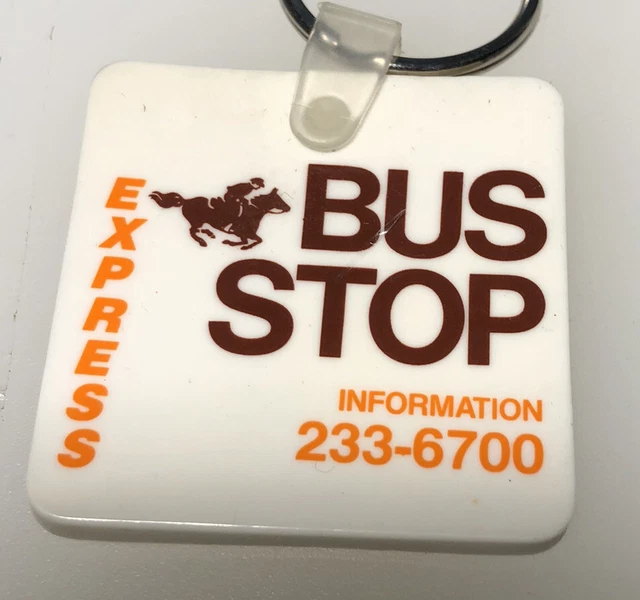 EXPRESS
BUS
STOP
INFORMATION
233-6700